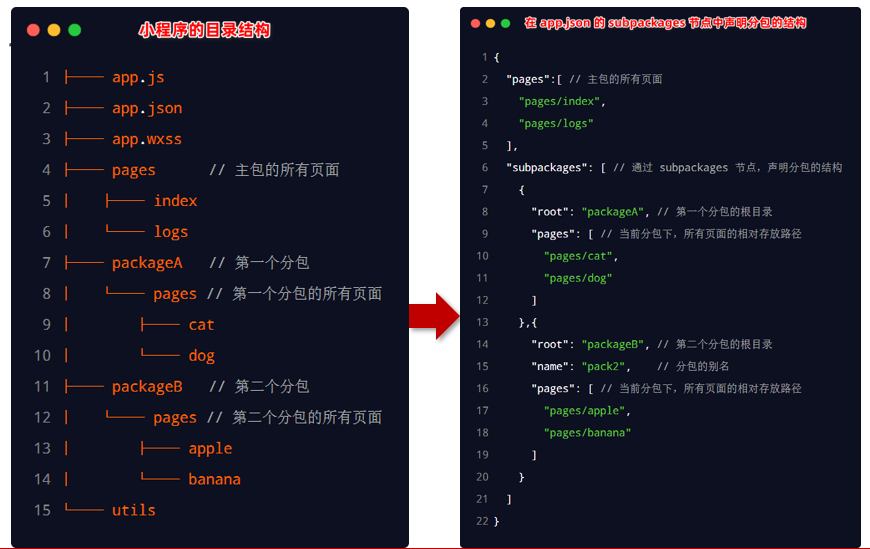 小程序的目录结构
1 ├── app.js
2 ├── app.json
3 ├── app.wxss
4 ├── pages // 主包的所有页面
5 │ ├── index
6 │ └── logs
7 ├── packageA // 第一个分包
8 │ └── pages // 第一个分包的所有页面
9 │ ├── cat
10 │ └── dog
11 ├── packageB // 第二个分包
12 │ └── pages // 第二个分包的所有页面
13 │ ├── apple
14 │ └── banana
15 └── utils
在 app.json 的 subpackages 节点中声明分包的结构
1 {
2 "pages":[ // 主包的所有页面
3 "pages/index",
4 "pages/logs"
5 ],
6 "subpackages": [ // 通过 subpackages 节点，声明分包的结构
7 {
8 "root": "packageA", // 第一个分包的根目录
9 "pages": [ // 当前分包下，所有页面的相对存放路径
10 "pages/cat",
11 "pages/dog"
12 ]
13 },{
14 "root": "packageB", // 第二个分包的根目录
15 "name": "pack2", // 分包的别名
16 "pages": [ // 当前分包下，所有页面的相对存放路径
17 "pages/apple",
18 "pages/banana"
19 ]
20 }
21 ]
22 }